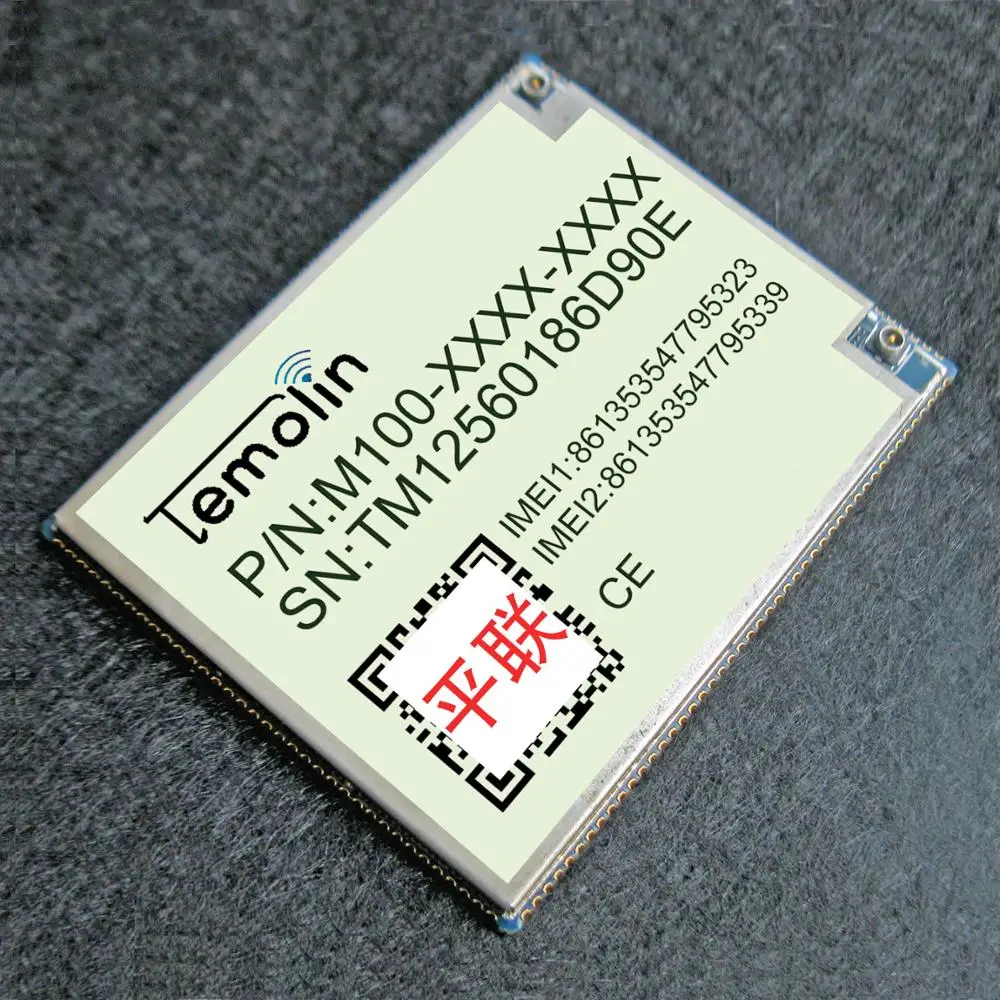 Temolin
P/N:M100-XXXX-XXXX
SN:TM12560186D90E
IMEI1:861353547795323
IMEI2:861353547795339
CE
平联